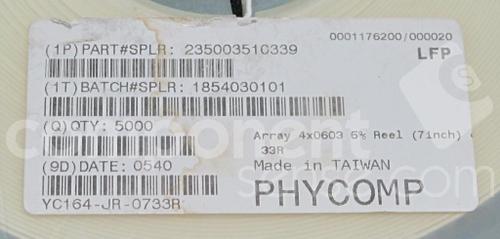 (1P)PART#SPLR: 235003510339
0001176200/000020
LFP
(1T)BATCH#SPLR: 1854030101
(Q)QTY: 5000
Array 4x0603 5% Reel (7inch)
33R
(9D)DATE: 0540
Made in TAIWAN
YC164-JR-0733R
PHYCOMP